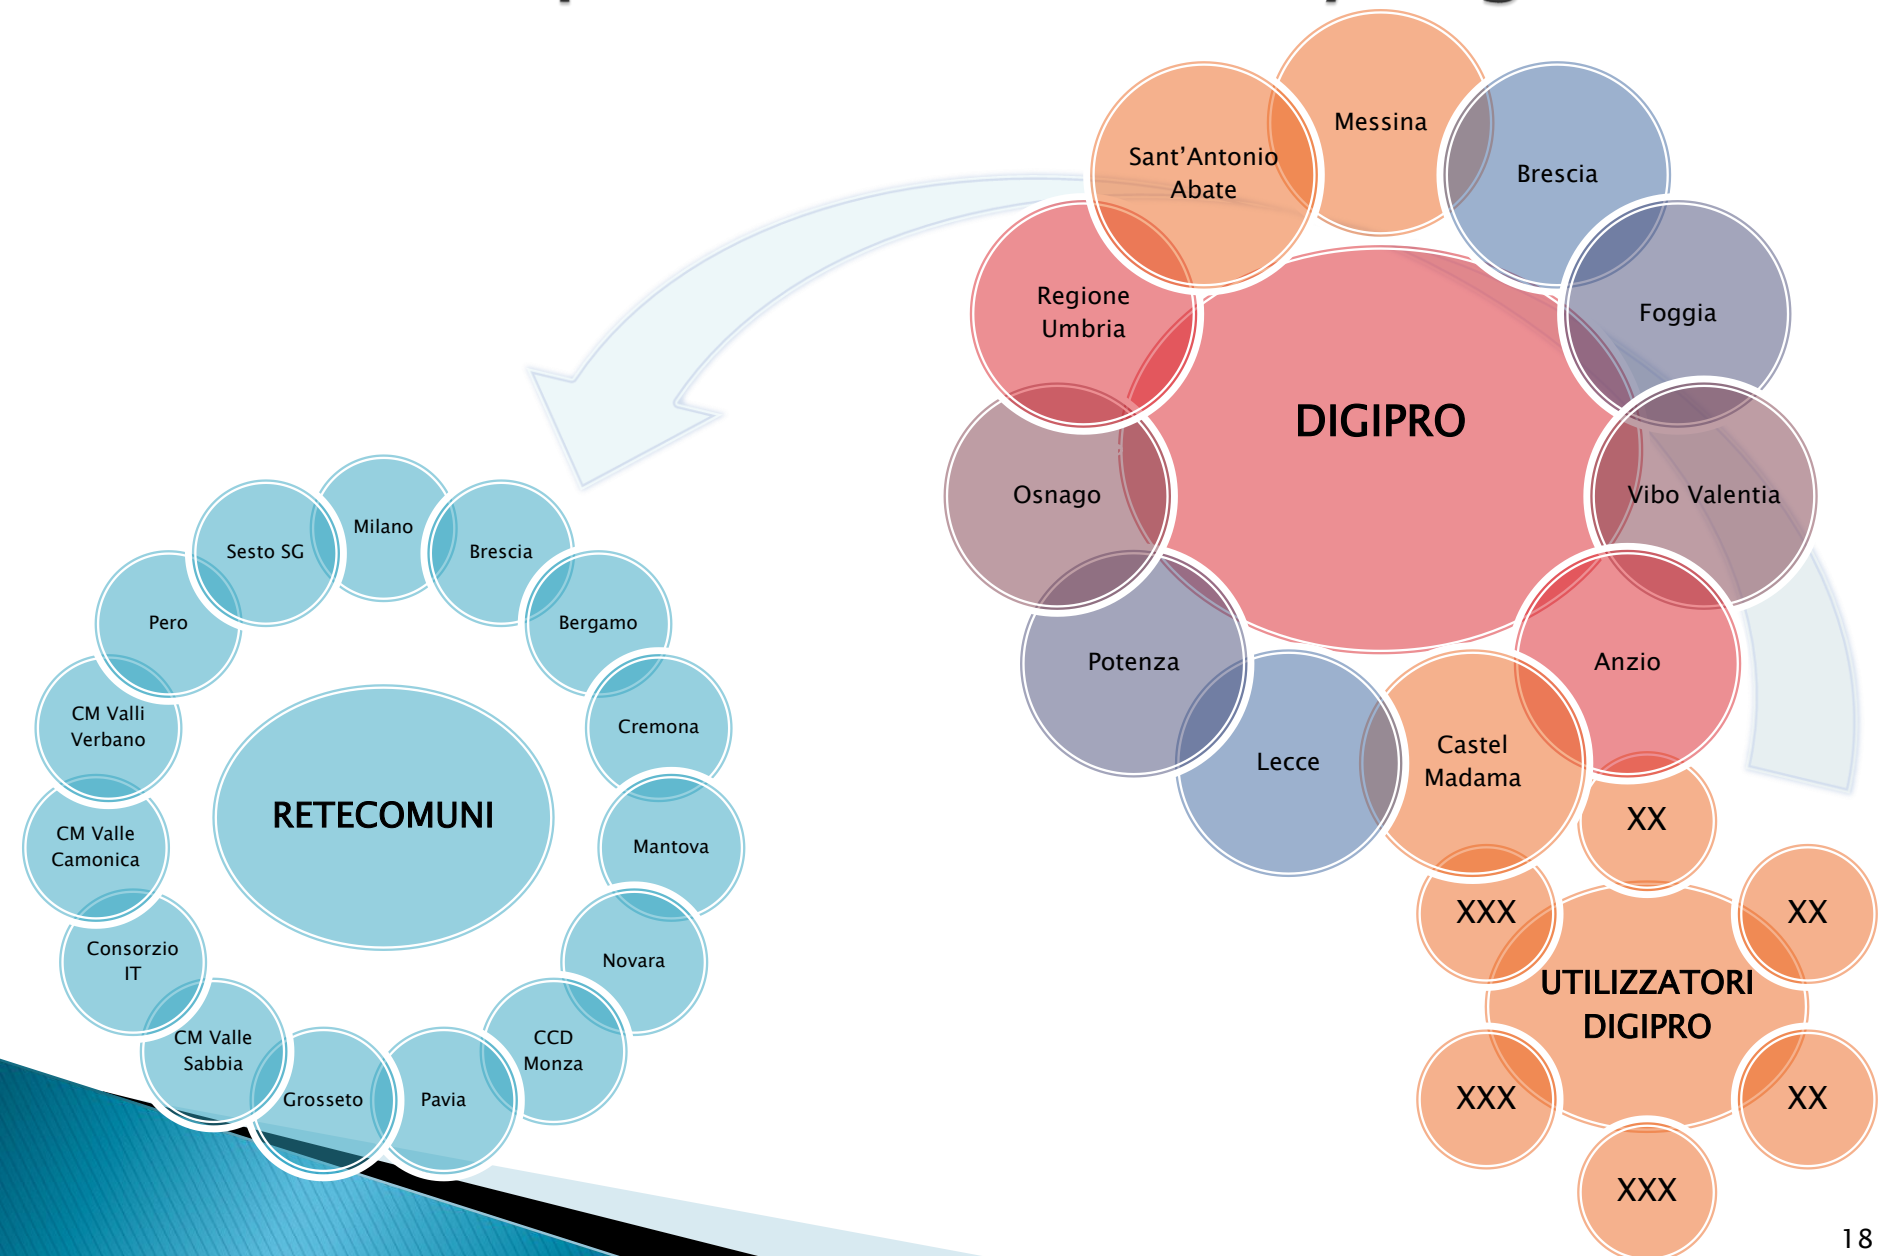 Messina
Brescia
Foggia
Vibo Valentia
Anzio
Castel
Madama
Lecce
Potenza
Osnago
Regione
Umbria
Sant’Antonio
Abate
DIGIPRO
Milano
Brescia
Bergamo
Cremona
Mantova
Novara
CCD
Monza
Pavia
Grosseto
CM Valle
Sabbia
Consorzio
IT
CM Valle
Camonica
CM Valli
Verbano
Pero
Sesto SG
RETECOMUNI
XX
XX
XX
XXX
XXX
XXX
UTILIZZATORI
DIGIPRO
18